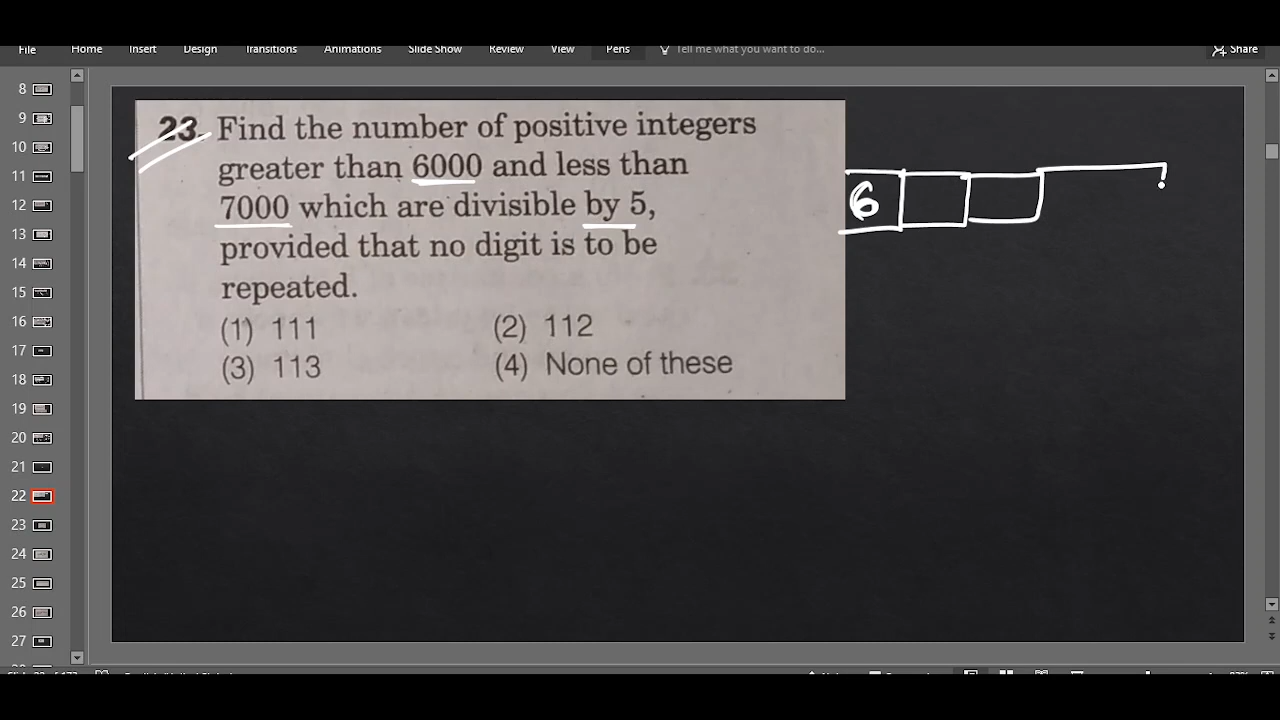 File Home Insert Design Transitions Animations Slide Show Review View Pens Tell me what you want to do... Share
8
9
10
11
12
13
14
15
16
17
18
19
20
21
22
23
24
25
26
27
23. Find the number of positive integers
greater than 6000 and less than
7000 which are divisible by 5,
provided that no digit is to be
repeated.
(1) 111 (2) 112
(3) 113 (4) None of these
6